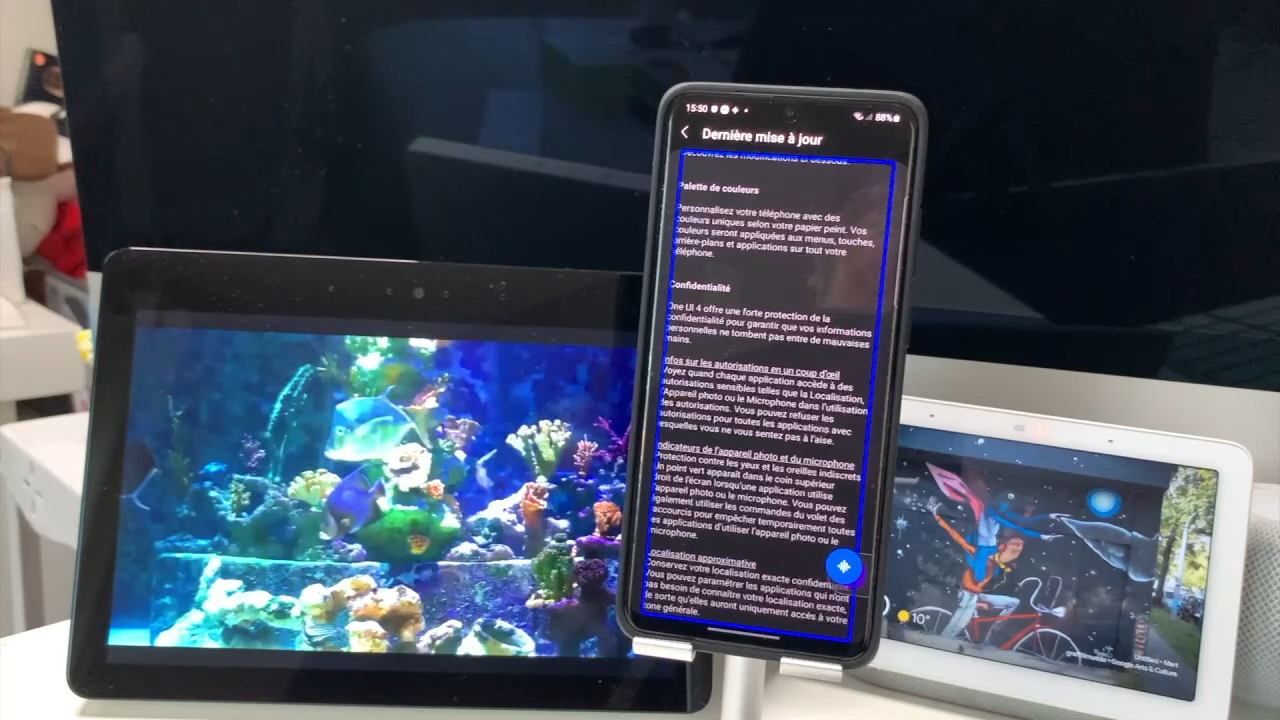 15:50
88%
Dernière mise à jour
Découvrez les modifications ci-dessous.
Palette de couleurs
Personnalisez votre téléphone avec des
couleurs uniques selon votre papier peint. Vos
couleurs seront appliquées aux menus, touches,
arrière-plans et applications sur tout votre
téléphone.
Confidentialité
One UI 4 offre une forte protection de la
confidentialité pour garantir que vos informations
personnelles ne tombent pas entre de mauvaises
mains.
Infos sur les autorisations en un coup d'œil
Voyez quand chaque application accède à des
autorisations sensibles telles que la Localisation,
l'Appareil photo ou le Microphone dans l'utilisation
des autorisations. Vous pouvez refuser les
autorisations pour toutes les applications avec
lesquelles vous ne vous sentez pas à l'aise.
Indicateurs de l'appareil photo et du microphone
Protection contre les yeux et les oreilles indiscrets
Un point vert apparaît dans le coin supérieur
droit de l'écran lorsqu'une application utilise
l'appareil photo ou le microphone. Vous pouvez
également utiliser les commandes du volet des
raccourcis pour empêcher temporairement toutes
les applications d'utiliser l'appareil photo ou le
microphone.
Localisation approximative
Conservez votre localisation exacte confidentielle.
Vous pouvez paramétrer les applications qui n'ont
pas besoin de connaître votre localisation exacte,
de sorte qu'elles auront uniquement accès à votre
zone générale.
10°
Untitled • Mart
Google Arts & Culture